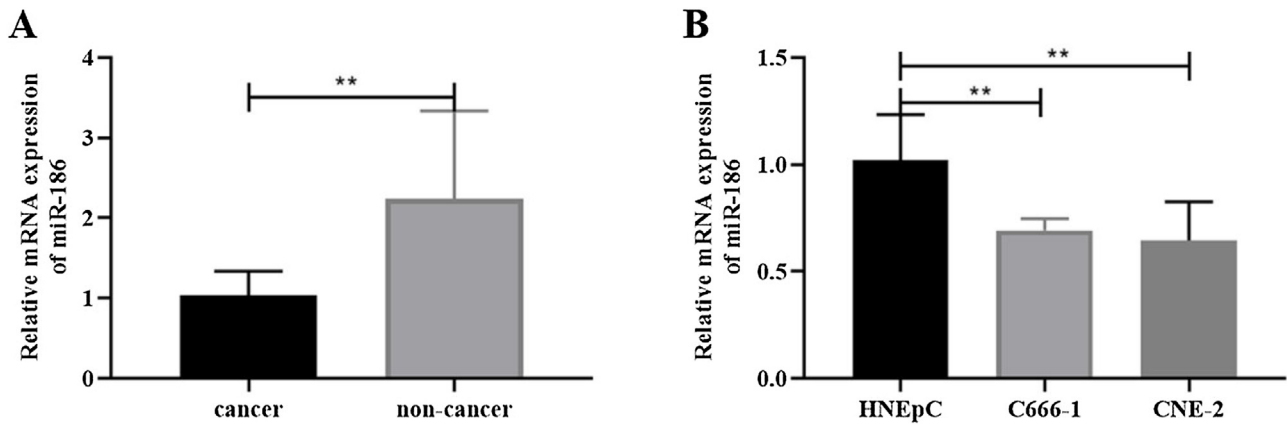 A
Relative mRNA expression
of miR-186
4
3
2
1
0
**
cancer
non-cancer
B
Relative mRNA expression
of miR-186
1.5
1.0
0.5
0.0
**
**
HNEpC
C666-1
CNE-2